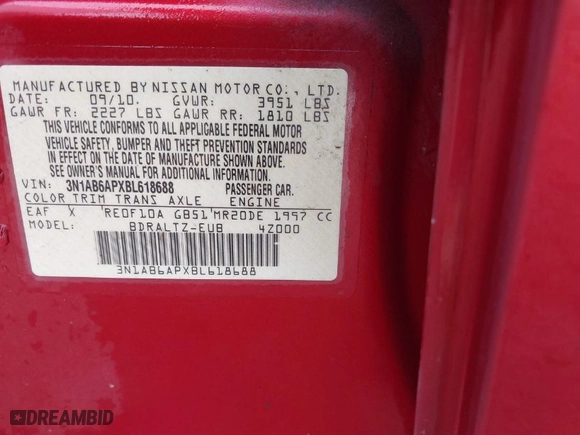 MANUFACTURED BY NISSAN MOTOR CO., LTD.
DATE: 09/10. GVWR: 3951 LBS
GAWR FR: 2227 LBS GAWR RR: 1810 LBS
THIS VEHICLE CONFORMS TO ALL APPLICABLE FEDERAL MOTOR
VEHICLE SAFETY, BUMPER AND THEFT PREVENTION STANDARDS
IN EFFECT ON THE DATE OF MANUFACTURE SHOWN ABOVE.
SEE OWNER'S MANUAL FOR ADDITIONAL INFORMATION.
VIN: 3N1AB6APXBL618688 PASSENGER CAR.
COLOR TRIM TRANS AXLE ENGINE
EAF X 'RE0F10A GB51'MR20DE 1997 CC
MODEL: BDRALTZ-EUB 4Z000
3N1AB6APXBL618688
DREAMBID